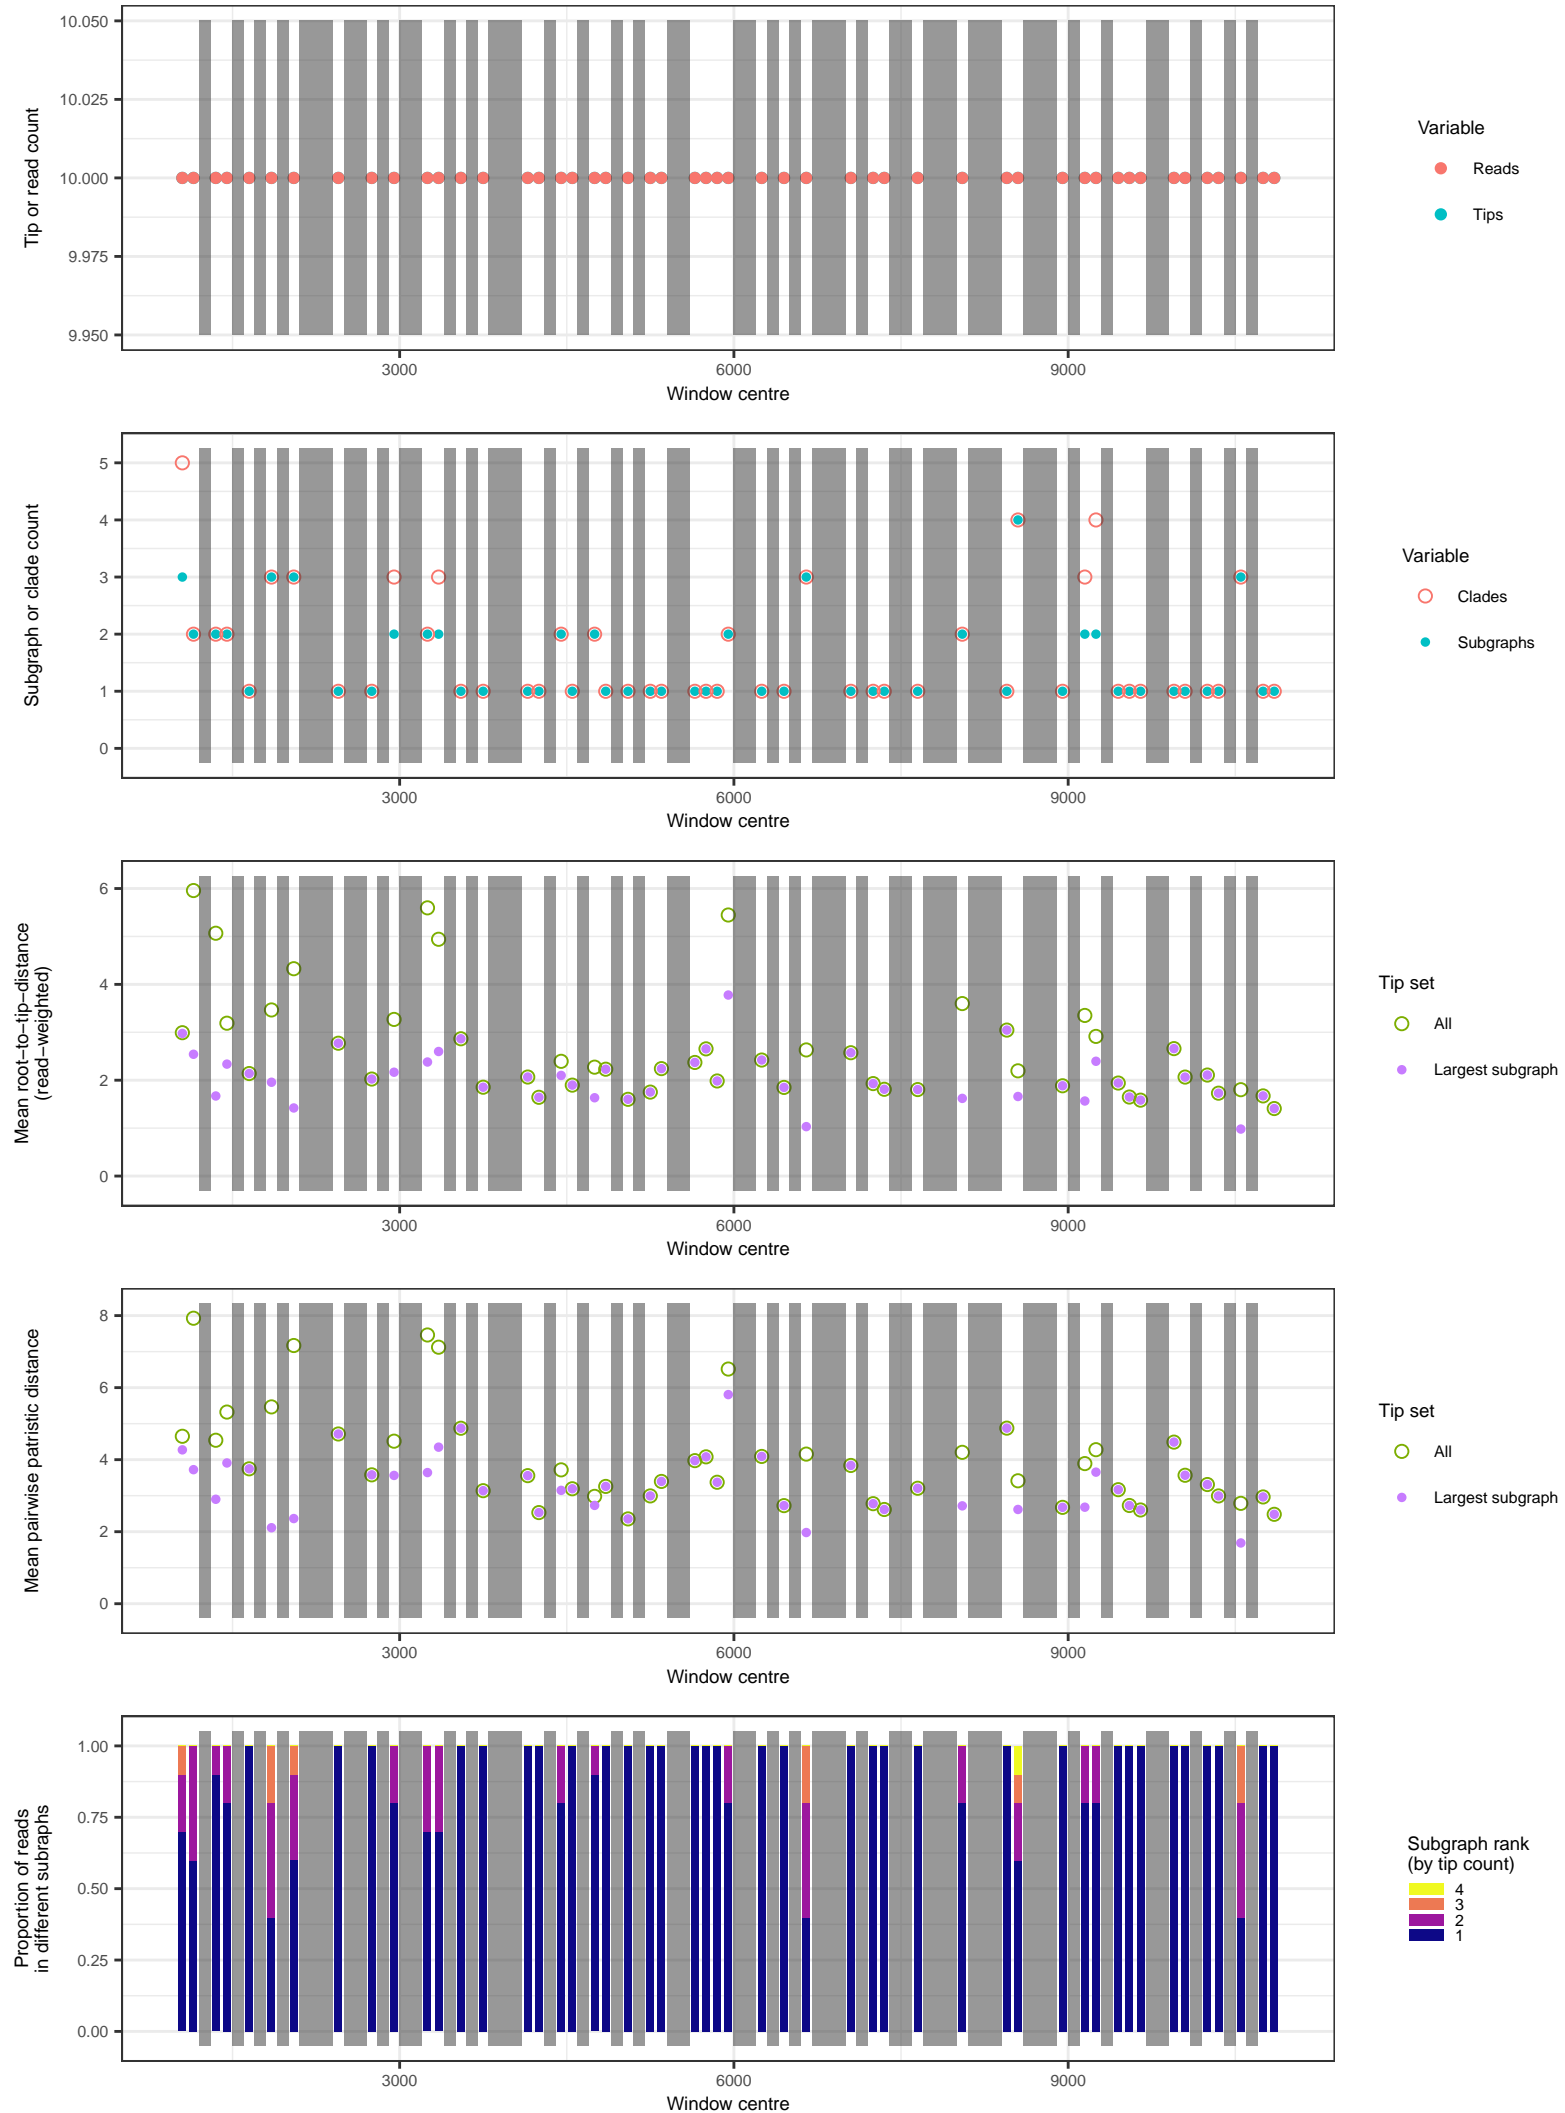 10.050
10.025
10.000
9.975
9.950
Tip or read count
3000
6000
9000
Window centre
Variable
Reads
Tips
5
4
3
2
1
0
Subgraph or clade count
3000
6000
9000
Window centre
Variable
Clades
Subgraphs
6
4
2
0
Mean root−to−tip−distance
(read−weighted)
3000
6000
9000
Window centre
Tip set
All
Largest subgraph
8
6
4
2
0
Mean pairwise patristic distance
3000
6000
9000
Window centre
Tip set
All
Largest subgraph
1.00
0.75
0.50
0.25
0.00
Proportion of reads
in different subraphs
3000
6000
9000
Window centre
Subgraph rank
(by tip count)
4
3
2
1